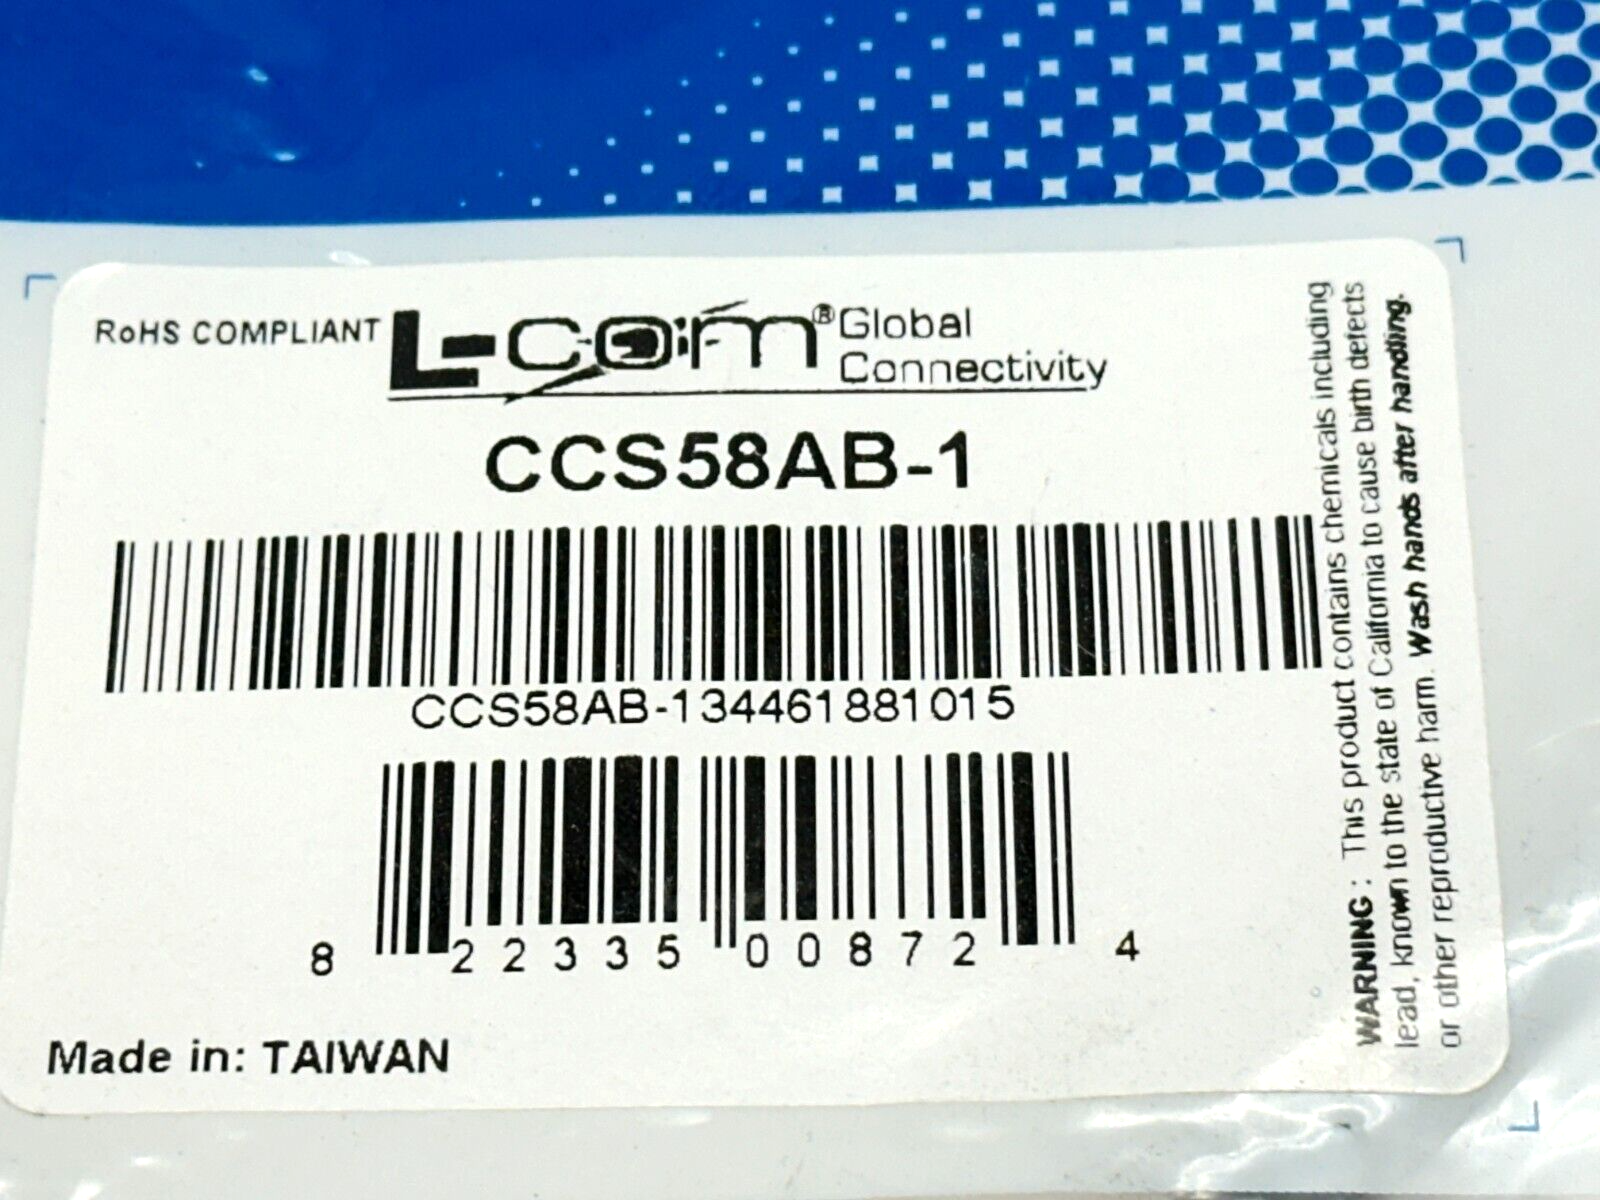 RoHS COMPLIANT L-com® Global
Connectivity
CCS58AB-1
CCS58AB-134461881015
8 22335 00872 4
Made in: TAIWAN
WARNING: This product contains chemicals including
lead, known to the state of California to cause birth defects
or other reproductive harm. Wash hands after handling.